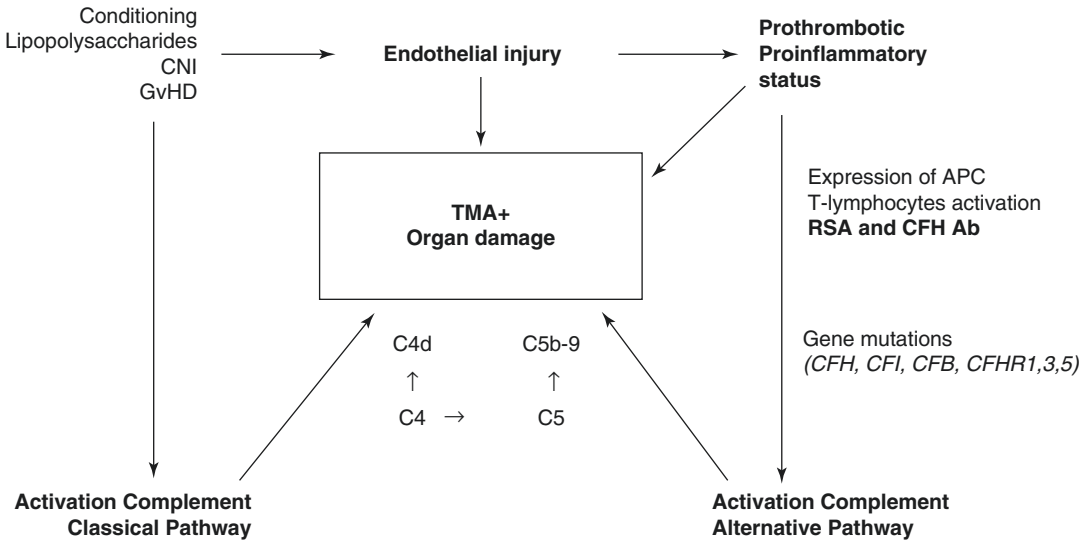 Conditioning
Lipopolysaccharides
CNI
GvHD
Endothelial injury
Prothrombotic
Proinflammatory
status
TMA+
Organ damage
Expression of APC
T-lymphocytes activation
RSA and CFH Ab
Gene mutations
(CFH, CFI, CFB, CFHR1,3,5)
C4d
C5b-9
↑
↑
C4 →
C5
Activation Complement
Classical Pathway
Activation Complement
Alternative Pathway